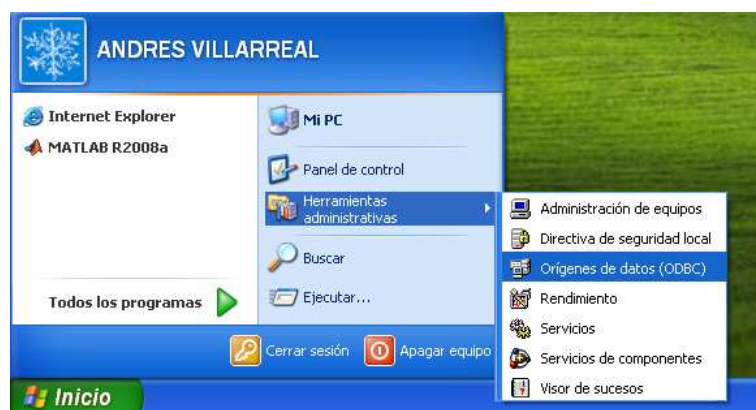 ANDRES VILLARREAL
Internet Explorer
MATLAB R2008a
Todos los programas
Mi PC
Panel de control
Herramientas
administrativas
Buscar
Ejecutar...
Administración de equipos
Directiva de seguridad local
Orígenes de datos (ODBC)
Rendimiento
Servicios
Servicios de componentes
Visor de sucesos
Cerrar sesión
Apagar equipo
Inicio